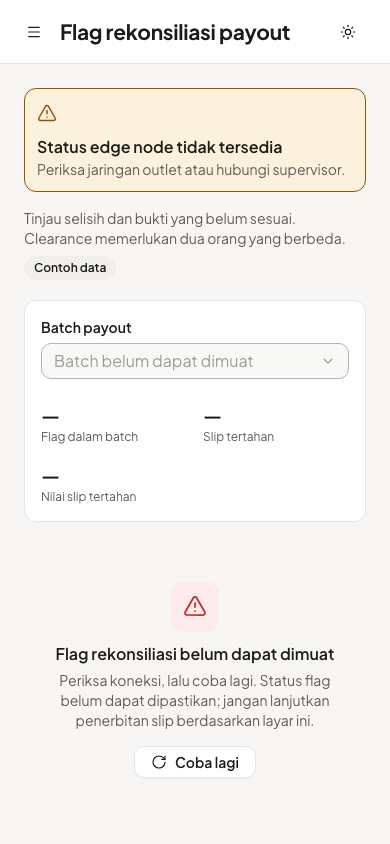 Flag rekonsiliasi payout
Status edge node tidak tersedia
Periksa jaringan outlet atau hubungi supervisor.
Tinjau selisih dan bukti yang belum sesuai.
Clearance memerlukan dua orang yang berbeda.
Contoh data
Batch payout
Batch belum dapat dimuat
— —
Flag dalam batch Slip tertahan
—
Nilai slip tertahan
Flag rekonsiliasi belum dapat dimuat
Periksa koneksi, lalu coba lagi. Status flag
belum dapat dipastikan; jangan lanjutkan
penerbitan slip berdasarkan layar ini.
Coba lagi